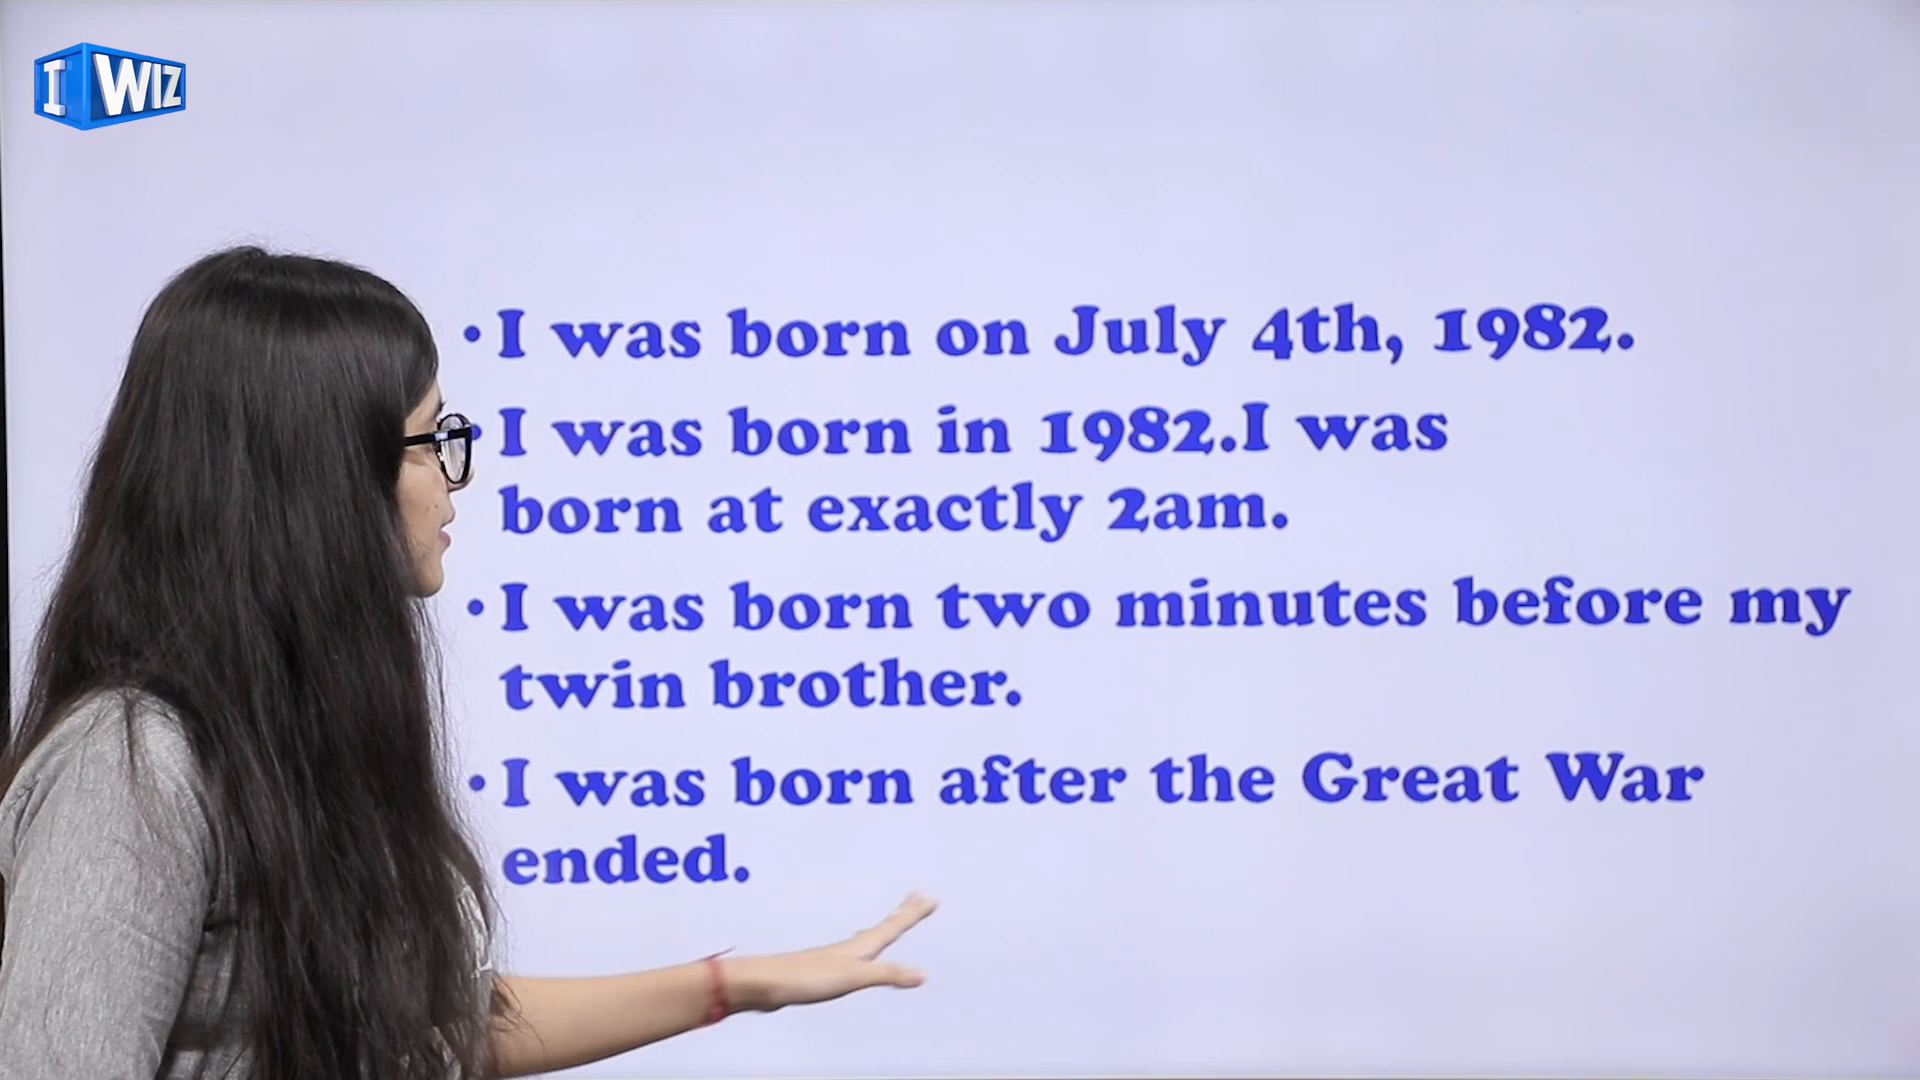 I WIZ
•I was born on July 4th, 1982.
•I was born in 1982.I was
born at exactly 2am.
•I was born two minutes before my
twin brother.
•I was born after the Great War
ended.